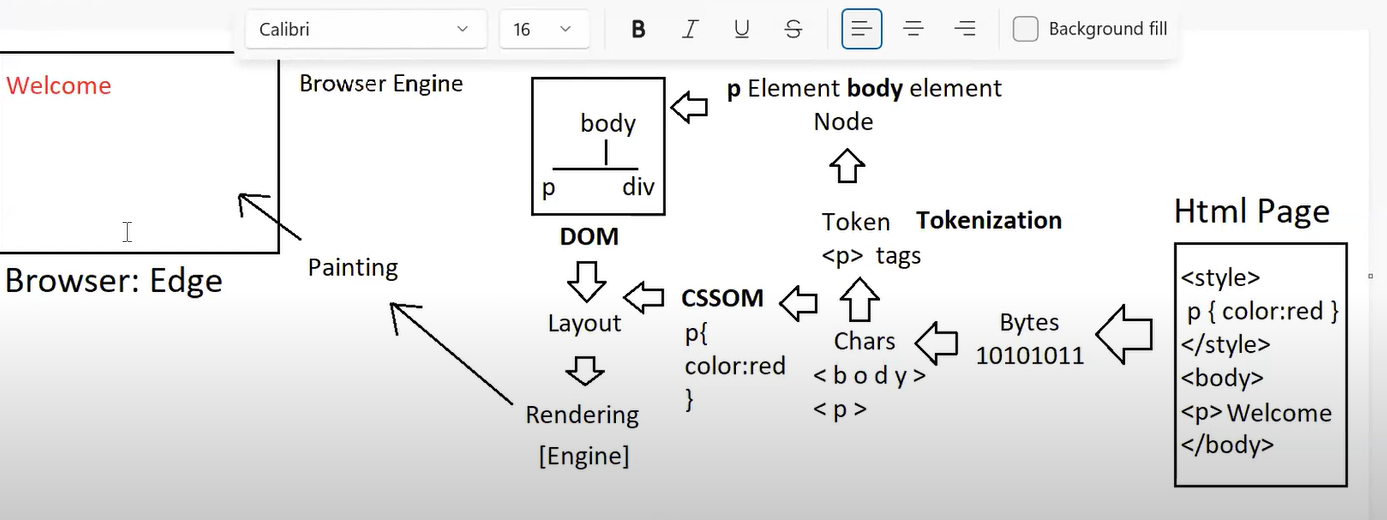 Calibri
16
B I U S
Background fill
Welcome
Browser: Edge
Browser Engine
Painting
body
p div
DOM
Layout
Rendering
[Engine]
p Element body element
Node
Token Tokenization
<p> tags
CSSOM
p{
color:red
}
Chars
< b o d y >
< p >
Bytes
10101011
Html Page
<style>
p { color:red }
</style>
<body>
<p> Welcome
</body>